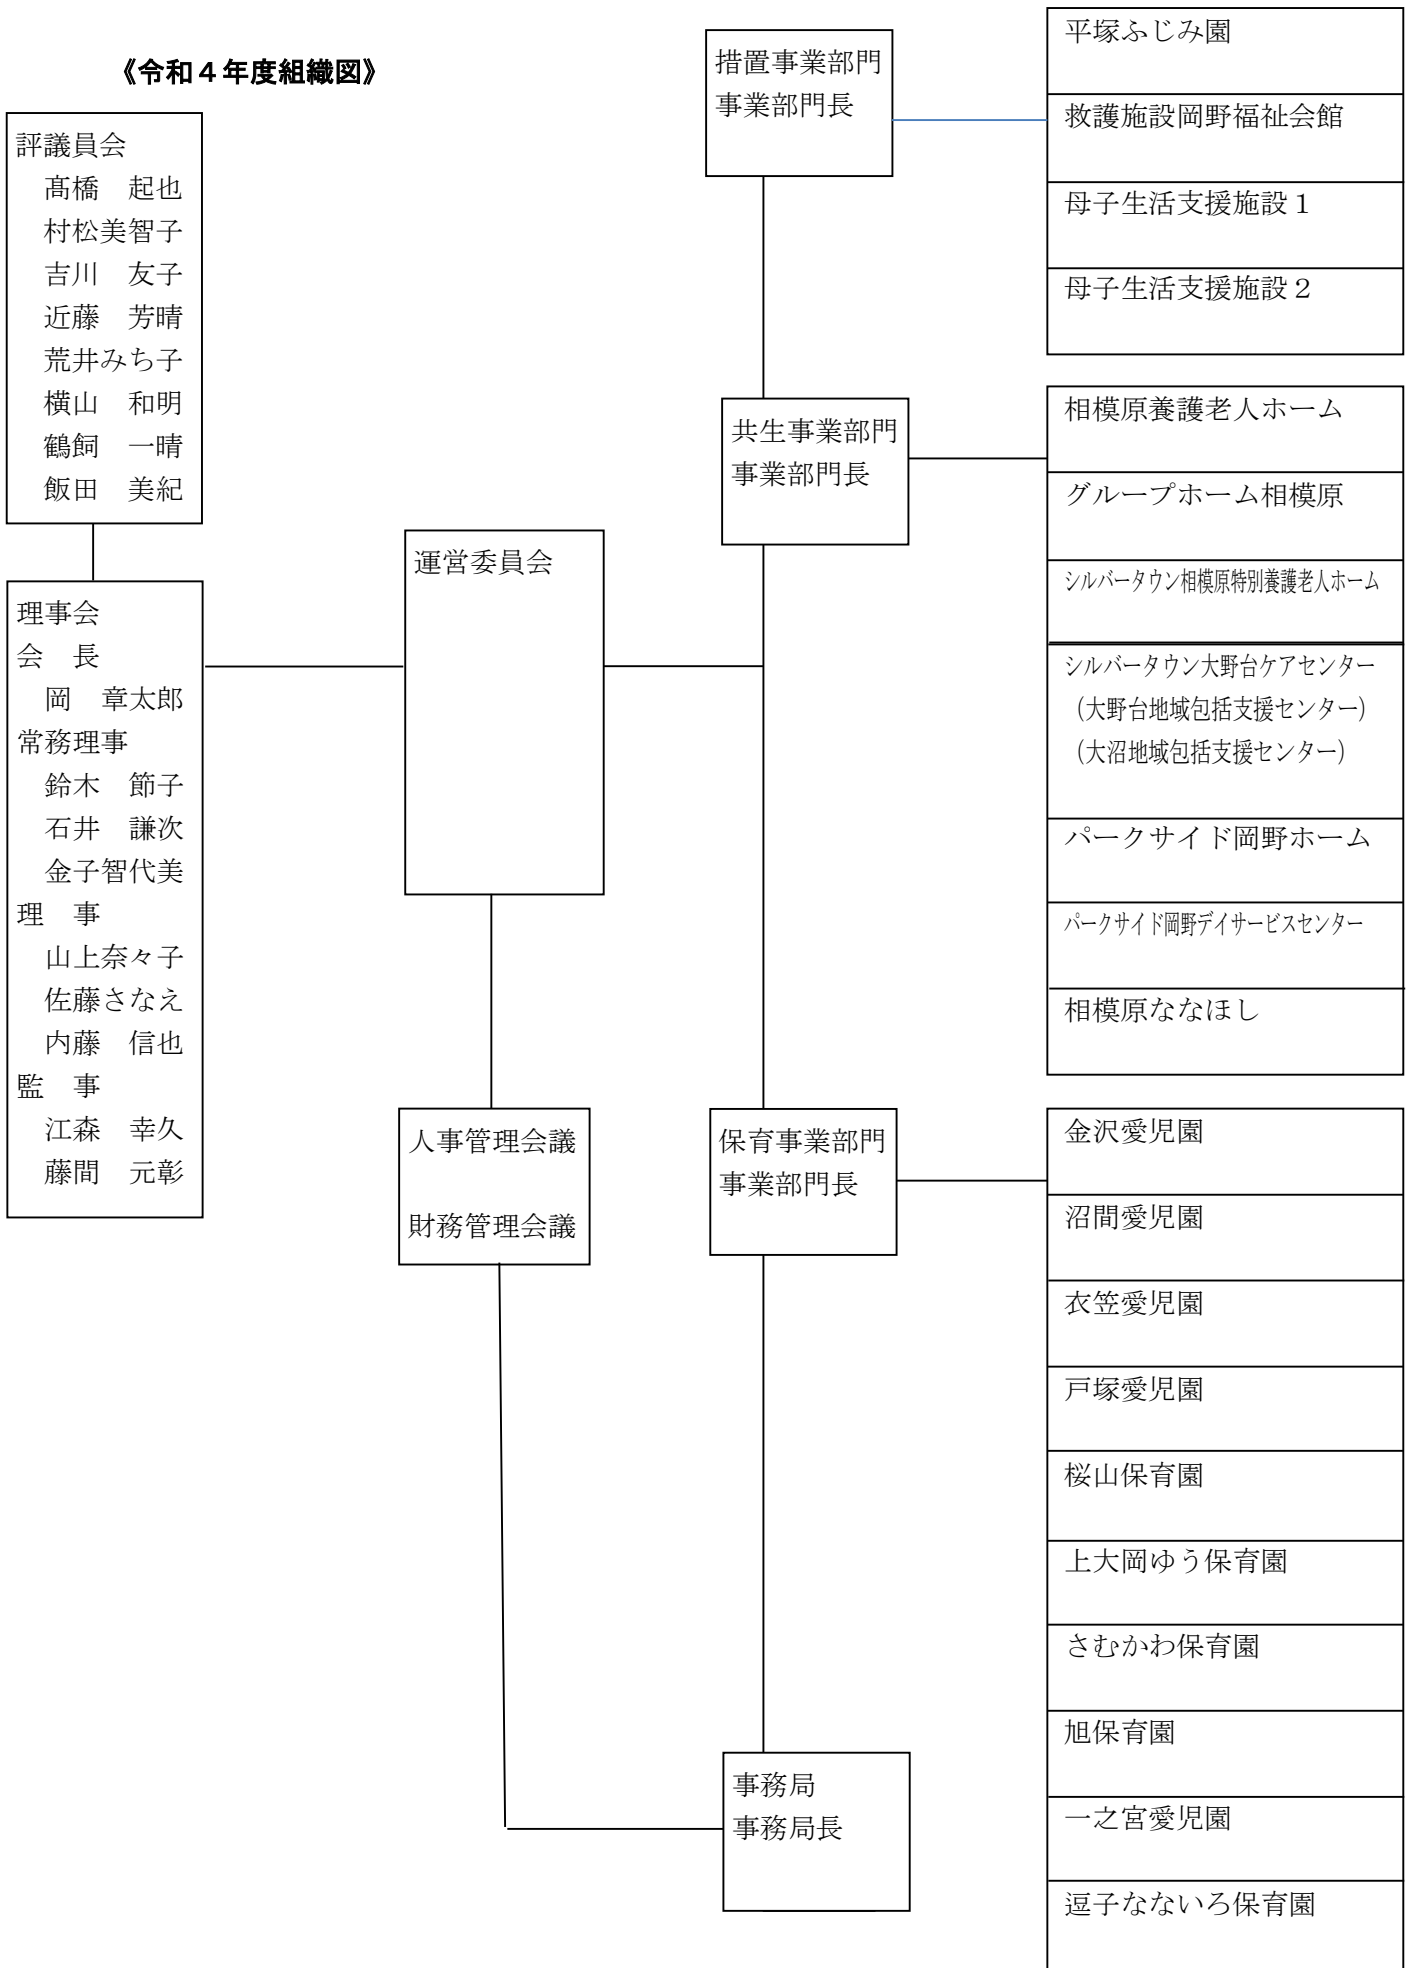 《令和４年度組織図》
評議員会
髙橋　起也
村松美智子
吉川　友子
近藤　芳晴
荒井みち子
横山　和明
鶴飼　一晴
飯田　美紀
理事会
会　長
岡　章太郎
常務理事
鈴木　節子
石井　謙次
金子智代美
理　事
山上奈々子
佐藤さなえ
内藤　信也
監　事
江森　幸久
藤間　元彰
運営委員会
人事管理会議
財務管理会議
措置事業部門
事業部門長
共生事業部門
事業部門長
保育事業部門
事業部門長
事務局
事務局長
平塚ふじみ園
救護施設岡野福祉会館
母子生活支援施設１
母子生活支援施設２
相模原養護老人ホーム
グループホーム相模原
シルバータウン相模原特別養護老人ホーム
シルバータウン大野台ケアセンター
（大野台地域包括支援センター）
（大沼地域包括支援センター）
パークサイド岡野ホーム
パークサイド岡野デイサービスセンター
相模原ななほし
金沢愛児園
沼間愛児園
衣笠愛児園
戸塚愛児園
桜山保育園
上大岡ゆう保育園
さむかわ保育園
旭保育園
一之宮愛児園
逗子なないろ保育園